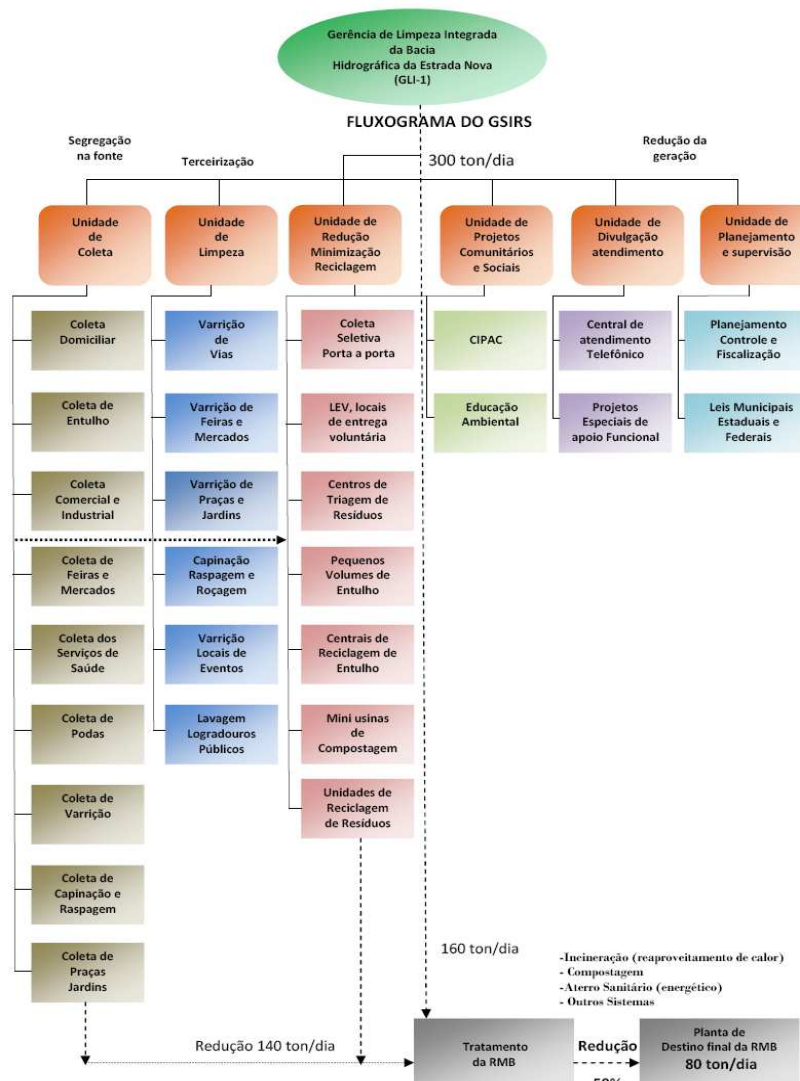 Gerência de Limpeza Integrada
da Bacia
Hidrográfica da Estrada Nova
(GLI-1)
FLUXOGRAMA DO GSIRS
Segregação
na fonte
Terceirização
300 ton/dia
Redução da
geração
Unidade
de
Coleta
Unidade
de
Limpeza
Unidade de
Redução
Minimização
Reciclagem
Unidade de
Projetos
Comunitários
e Sociais
Unidade de
Divulgação
atendimento
Unidade de
Planejamento
e supervisão
Coleta
Domiciliar
Coleta de
Entulho
Coleta
Comercial e
Industrial
Coleta de
Feiras e
Mercados
Coleta dos
Serviços de
Saúde
Coleta de
Podas
Coleta de
Varrição
Coleta de
Capinação e
Raspagem
Coleta de
Praças
Jardins
Varrição
de
Vias
Varrição de
Feiras e
Mercados
Varrição de
Praças e
Jardins
Capinação
Raspagem e
Roçagem
Varrição
Locais de
Eventos
Lavagem
Logradouros
Públicos
Coleta
Seletiva
Porta a porta
LEV, locais
de entrega
voluntária
Centros de
Triagem de
Resíduos
Pequenos
Volumes de
Entulho
Centrais de
Reciclagem de
Entulho
Mini usinas
de
Compostagem
Unidades de
Reciclagem
de Resíduos
CIPAC
Educação
Ambiental
Central de
atendimento
Telefônico
Projetos
Especiais de
apoio Funcional
Planejamento
Controle e
Fiscalização
Leis Municipais
Estaduais e
Federais
160 ton/dia
-Incineração (reaproveitamento de calor)
- Compostagem
-Aterro Sanitário (energético)
- Outros Sistemas
Redução 140 ton/dia
Tratamento
da RMB
Redução
50%
Planta de
Destino final da RMB
80 ton/dia